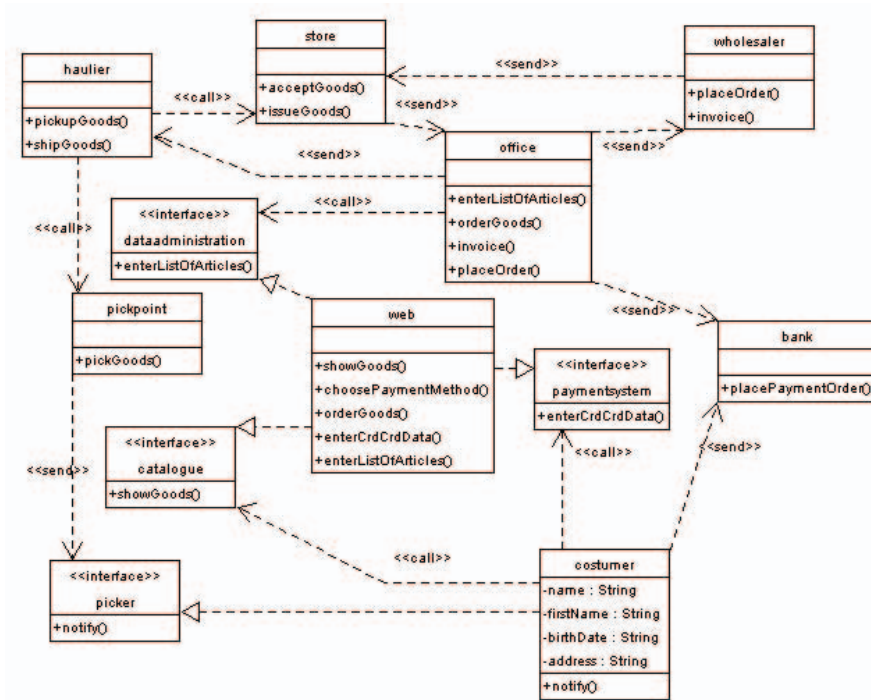 store
+acceptGoods()
+issueGoods()
wholesaler
+placeOrder()
+invoice()
haulier
+pickupGoods()
+shipGoods()
<<send>>
<<call>>
<<send>>
<<send>>
<<send>>
office
+enterListOfArticles()
+orderGoods()
+invoice()
+placeOrder()
<<call>>
<<call>>
<<interface>>
dataadministration
+enterListOfArticles()
pickpoint
+pickGoods()
web
+showGoods()
+choosePaymentMethod()
+orderGoods()
+enterCrdCrdData()
+enterListOfArticles()
<<send>>
bank
+placePaymentOrder()
<<interface>>
paymentsystem
+enterCrdCrdData()
<<interface>>
catalogue
+showGoods()
<<send>>
<<call>>
<<send>>
<<call>>
<<interface>>
picker
+notify()
costumer
-name : String
-firstName : String
-birthDate : String
-address : String
+notify()